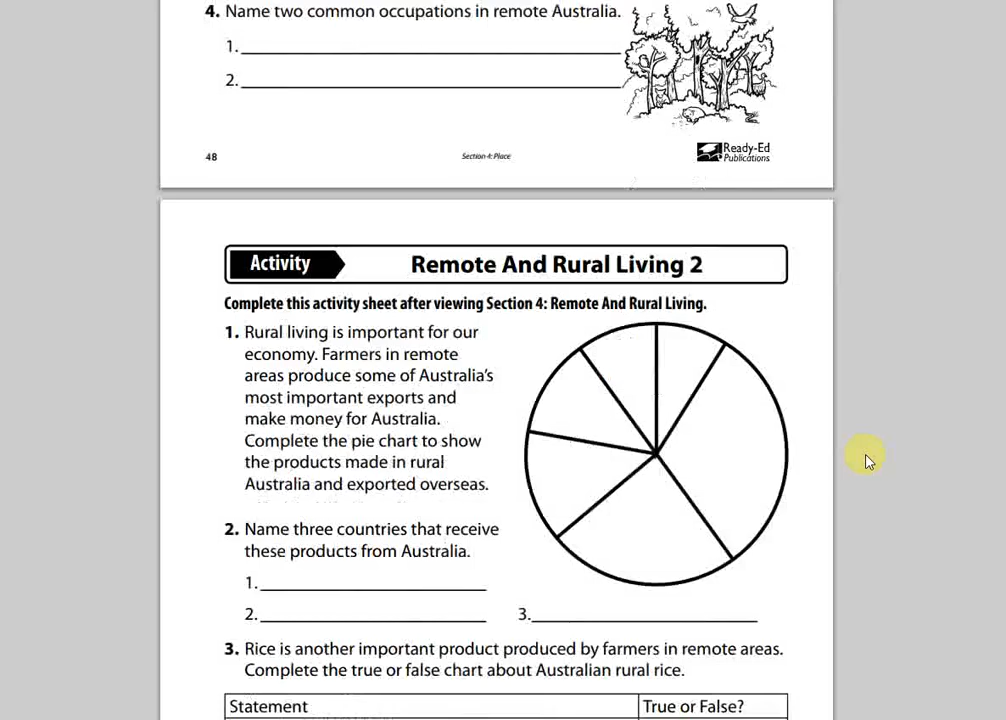 4. Name two common occupations in remote Australia.
1.
2.
48
Section 4: Place
Ready-Ed
Publications
Activity
Remote And Rural Living 2
Complete this activity sheet after viewing Section 4: Remote And Rural Living.
1. Rural living is important for our
economy. Farmers in remote
areas produce some of Australia's
most important exports and
make money for Australia.
Complete the pie chart to show
the products made in rural
Australia and exported overseas.
2. Name three countries that receive
these products from Australia.
1.
2.
3.
3. Rice is another important product produced by farmers in remote areas.
Complete the true or false chart about Australian rural rice.
Statement
True or False?